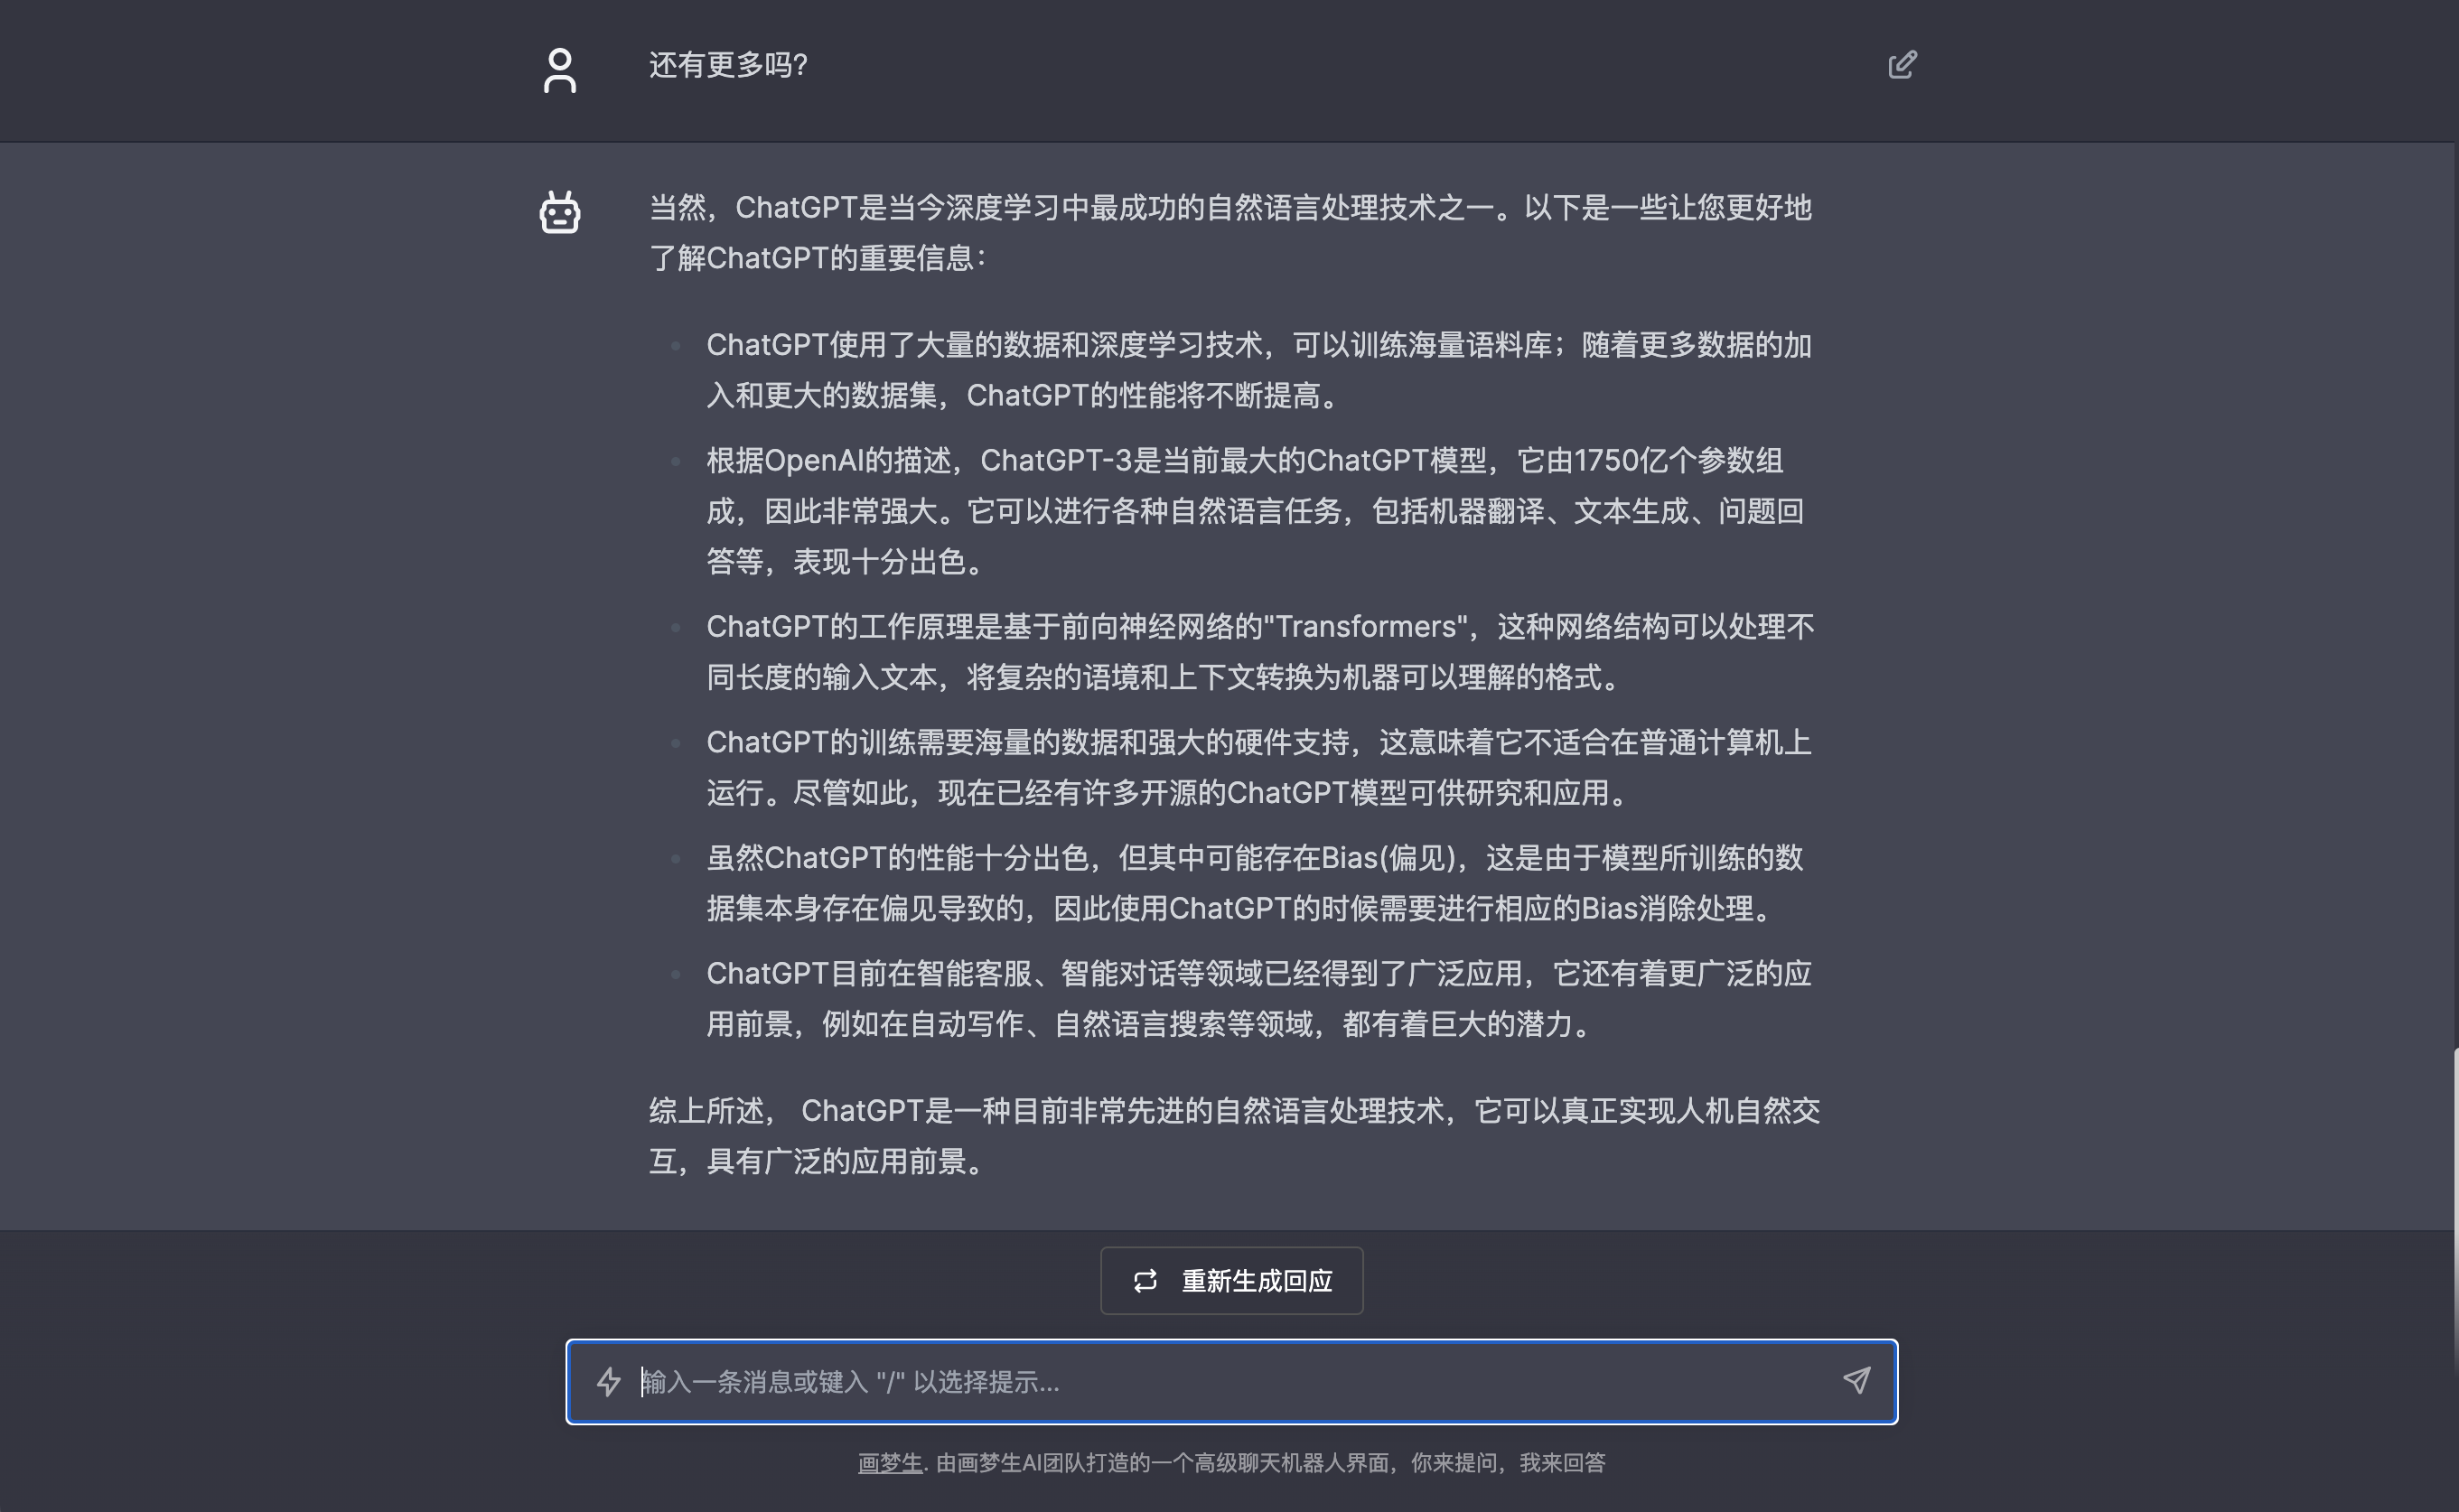 还有更多吗?
当然，ChatGPT是当今深度学习中最成功的自然语言处理技术之一。以下是一些让您更好地
了解ChatGPT的重要信息：
ChatGPT使用了大量的数据和深度学习技术，可以训练海量语料库；随着更多数据的加
入和更大的数据集，ChatGPT的性能将不断提高。
根据OpenAI的描述，ChatGPT-3是当前最大的ChatGPT模型，它由1750亿个参数组
成，因此非常强大。它可以进行各种自然语言任务，包括机器翻译、文本生成、问题回
答等，表现十分出色。
ChatGPT的工作原理是基于前向神经网络的"Transformers"，这种网络结构可以处理不
同长度的输入文本，将复杂的语境和上下文转换为机器可以理解的格式。
ChatGPT的训练需要海量的数据和强大的硬件支持，这意味着它不适合在普通计算机上
运行。尽管如此，现在已经有许多开源的ChatGPT模型可供研究和应用。
虽然ChatGPT的性能十分出色，但其中可能存在Bias(偏见)，这是由于模型所训练的数
据集本身存在偏见导致的，因此使用ChatGPT的时候需要进行相应的Bias消除处理。
ChatGPT目前在智能客服、智能对话等领域已经得到了广泛应用，它还有着更广泛的应
用前景，例如在自动写作、自然语言搜索等领域，都有着巨大的潜力。
综上所述， ChatGPT是一种目前非常先进的自然语言处理技术，它可以真正实现人机自然交
互，具有广泛的应用前景。
重新生成回应
输入一条消息或键入 "/" 以选择提示...
画梦生. 由画梦生AI团队打造的一个高级聊天机器人界面，你来提问，我来回答